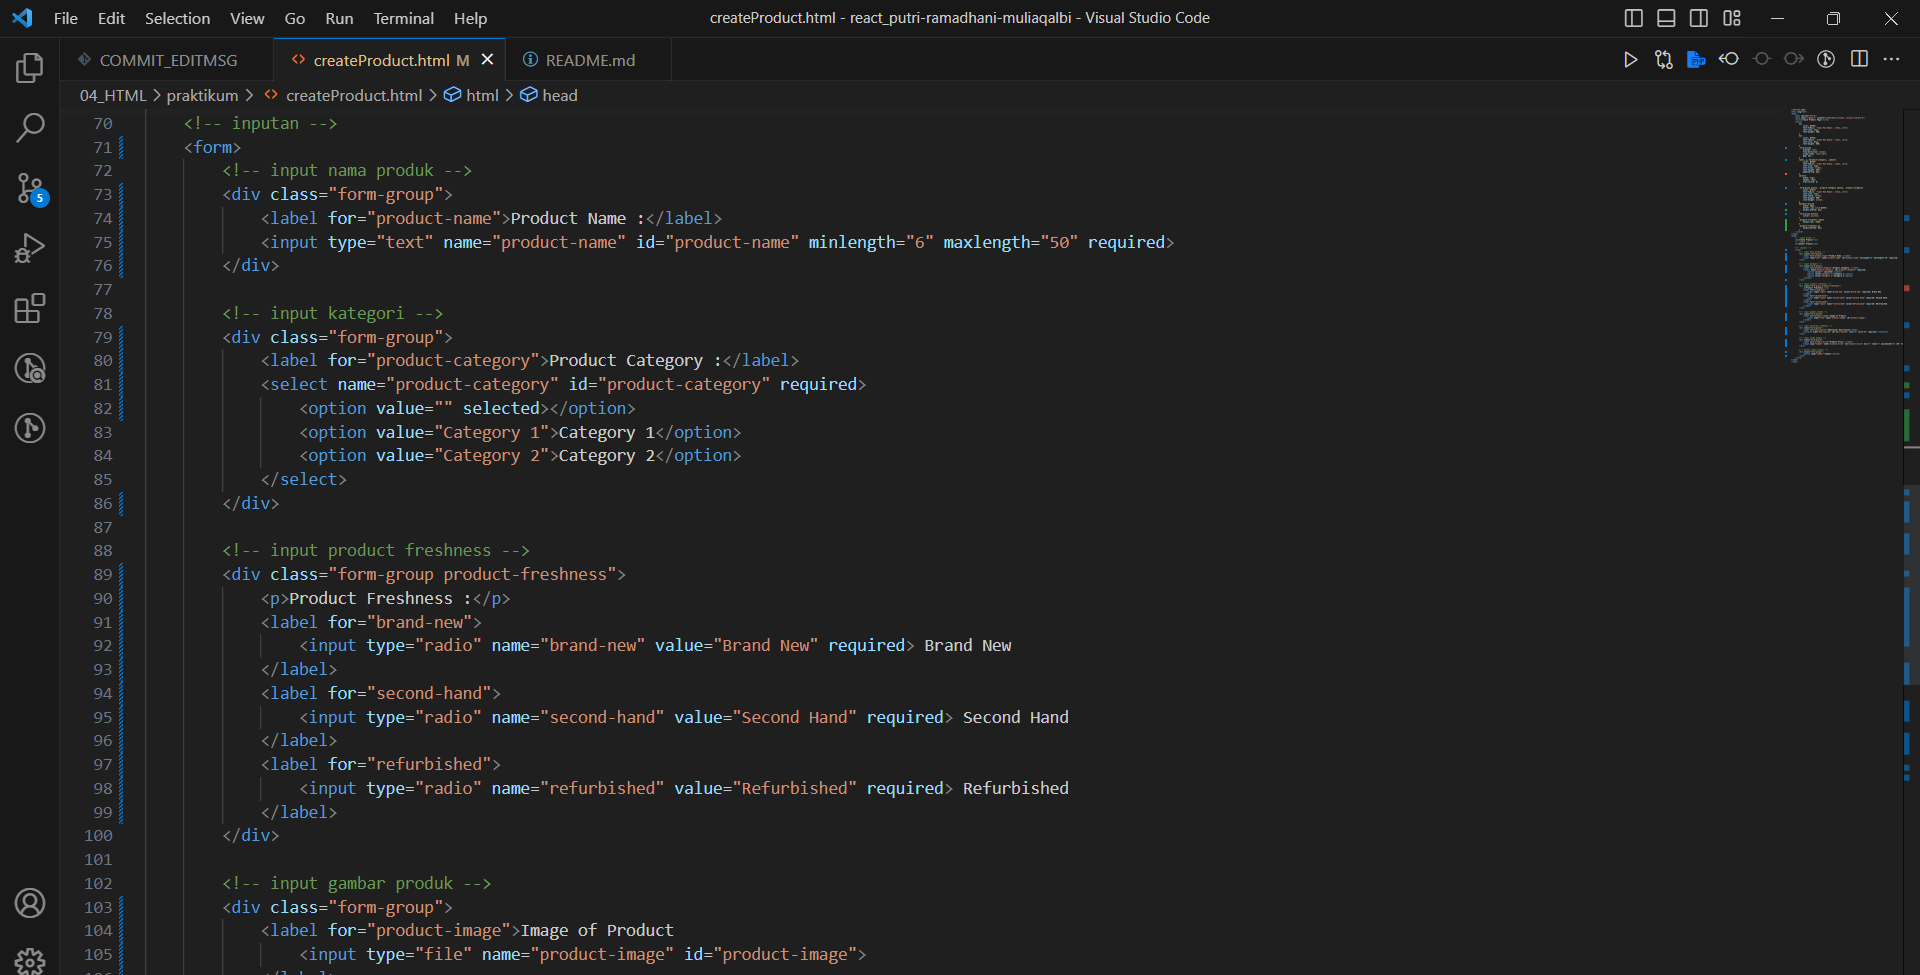 File Edit Selection View Go Run Terminal Help
createProduct.html - react_putri-ramadhani-muliaqalbi - Visual Studio Code
COMMIT_EDITMSG
createProduct.html M
README.md
04_HTML > praktikum > createProduct.html > html > head
5
70 <!-- inputan -->
71 <form>
72 <!-- input nama produk -->
73 <div class="form-group">
74 <label for="product-name">Product Name :</label>
75 <input type="text" name="product-name" id="product-name" minlength="6" maxlength="50" required>
76 </div>
77
78 <!-- input kategori -->
79 <div class="form-group">
80 <label for="product-category">Product Category :</label>
81 <select name="product-category" id="product-category" required>
82 <option value="" selected></option>
83 <option value="Category 1">Category 1</option>
84 <option value="Category 2">Category 2</option>
85 </select>
86 </div>
87
88 <!-- input product freshness -->
89 <div class="form-group product-freshness">
90 <p>Product Freshness :</p>
91 <label for="brand-new">
92 <input type="radio" name="brand-new" value="Brand New" required> Brand New
93 </label>
94 <label for="second-hand">
95 <input type="radio" name="second-hand" value="Second Hand" required> Second Hand
96 </label>
97 <label for="refurbished">
98 <input type="radio" name="refurbished" value="Refurbished" required> Refurbished
99 </label>
100 </div>
101
102 <!-- input gambar produk -->
103 <div class="form-group">
104 <label for="product-image">Image of Product
105 <input type="file" name="product-image" id="product-image">